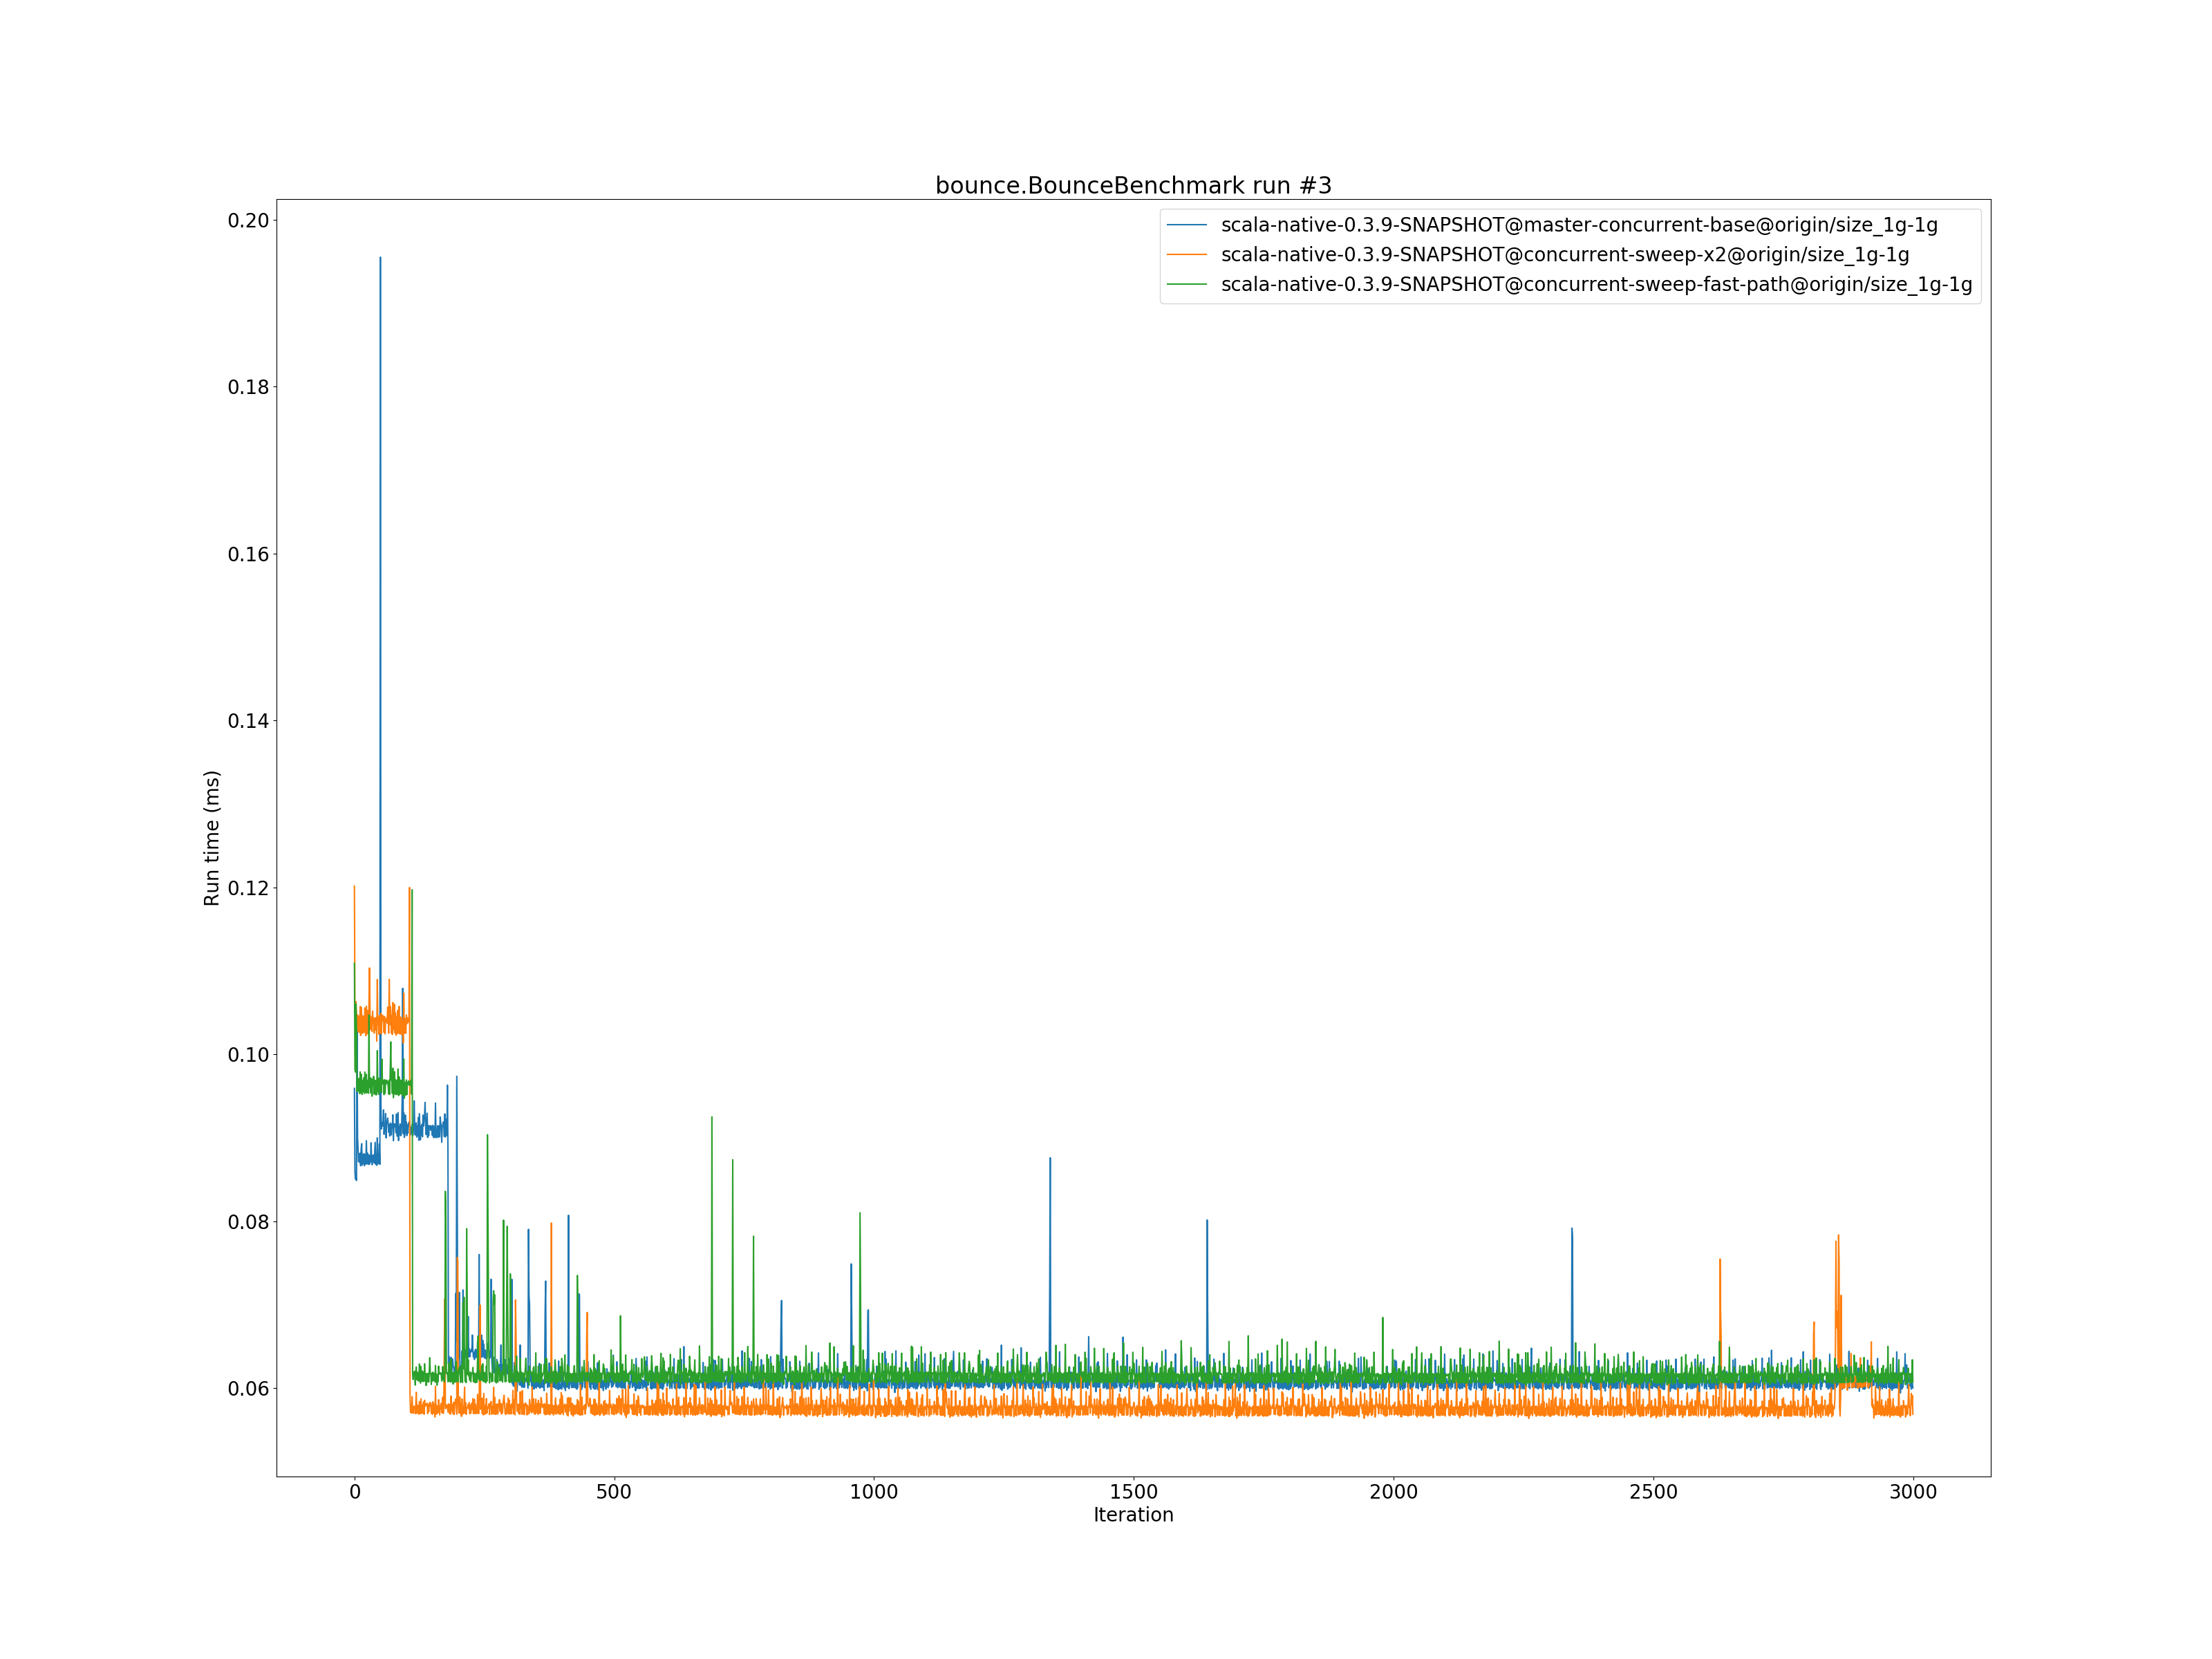 bounce.BounceBenchmark run #3
scala-native-0.3.9-SNAPSHOT@master-concurrent-base@origin/size_1g-1g
scala-native-0.3.9-SNAPSHOT@concurrent-sweep-x2@origin/size_1g-1g
scala-native-0.3.9-SNAPSHOT@concurrent-sweep-fast-path@origin/size_1g-1g
0.20
0.18
0.16
0.14
0.12
0.10
0.08
0.06
Run time (ms)
0 500 1000 1500 2000 2500 3000
Iteration